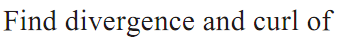 Find divergence and curl of